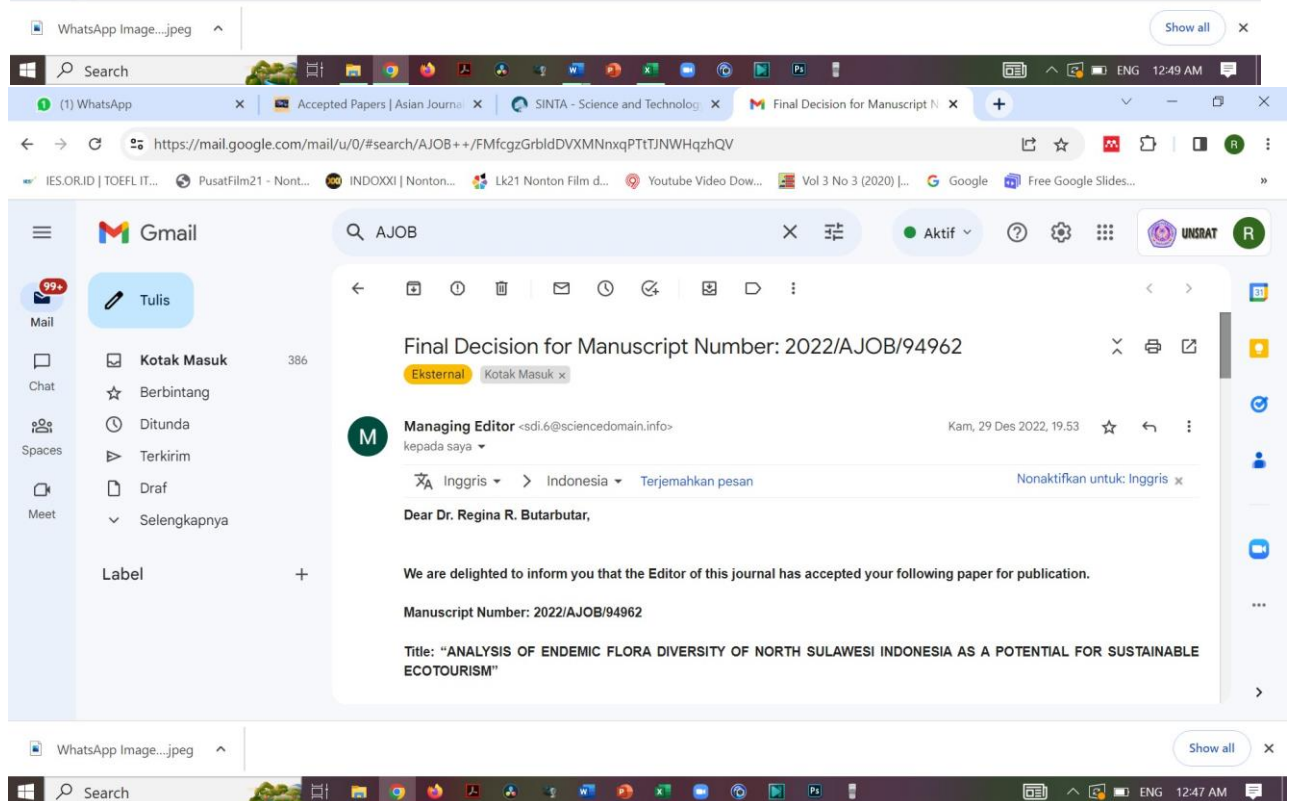 WhatsApp Image....jpeg
Show all
Search
ENG 12:49 AM
(1) WhatsApp
Accepted Papers | Asian Journal
SINTA - Science and Technolog
Final Decision for Manuscript N
https://mail.google.com/mail/u/0/#search/AJOB++/FMfcgzGrbldDVXMNnxqPTtTJNWHqzhQV
IES.OR.ID | TOEFL IT...
PusatFilm21 - Nont...
INDOXXI | Nonton...
Lk21 Nonton Film d...
Youtube Video Dow...
Vol 3 No 3 (2020) |...
Google
Free Google Slides...
Gmail
AJOB
Aktif
UNSRAT
R
99+
Mail
Chat
Spaces
Meet
Tulis
Kotak Masuk 386
Berbintang
Ditunda
Terkirim
Draf
Selengkapnya
Label
Final Decision for Manuscript Number: 2022/AJOB/94962
Eksternal Kotak Masuk x
M
Managing Editor <sdi.6@sciencedomain.info> Kam, 29 Des 2022, 19.53
kepada saya
Inggris > Indonesia Terjemahkan pesan Nonaktifkan untuk: Inggris x
Dear Dr. Regina R. Butarbutar,
We are delighted to inform you that the Editor of this journal has accepted your following paper for publication.
Manuscript Number: 2022/AJOB/94962
Title: “ANALYSIS OF ENDEMIC FLORA DIVERSITY OF NORTH SULAWESI INDONESIA AS A POTENTIAL FOR SUSTAINABLE
ECOTOURISM”
31
WhatsApp Image....jpeg
Show all
Search
ENG 12:47 AM